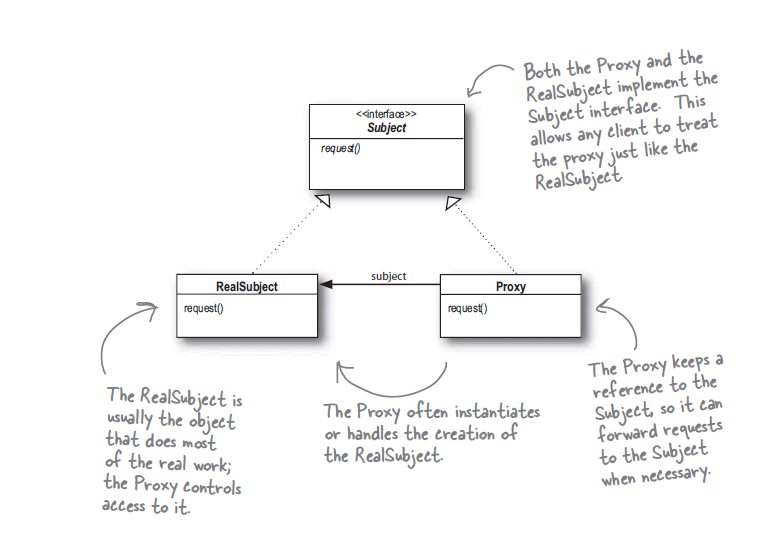 Both the Proxy and the
RealSubject implement the
Subject interface. This
allows any client to treat
the proxy just like the
RealSubject
<<interface>>
Subject
request()
RealSubject
request()
subject
Proxy
request()
The RealSubject is
usually the object
that does most
of the real work;
the Proxy controls
access to it.
The Proxy often instantiates
or handles the creation of
the RealSubject.
The Proxy keeps a
reference to the
Subject, so it can
forward requests
to the Subject
when necessary.